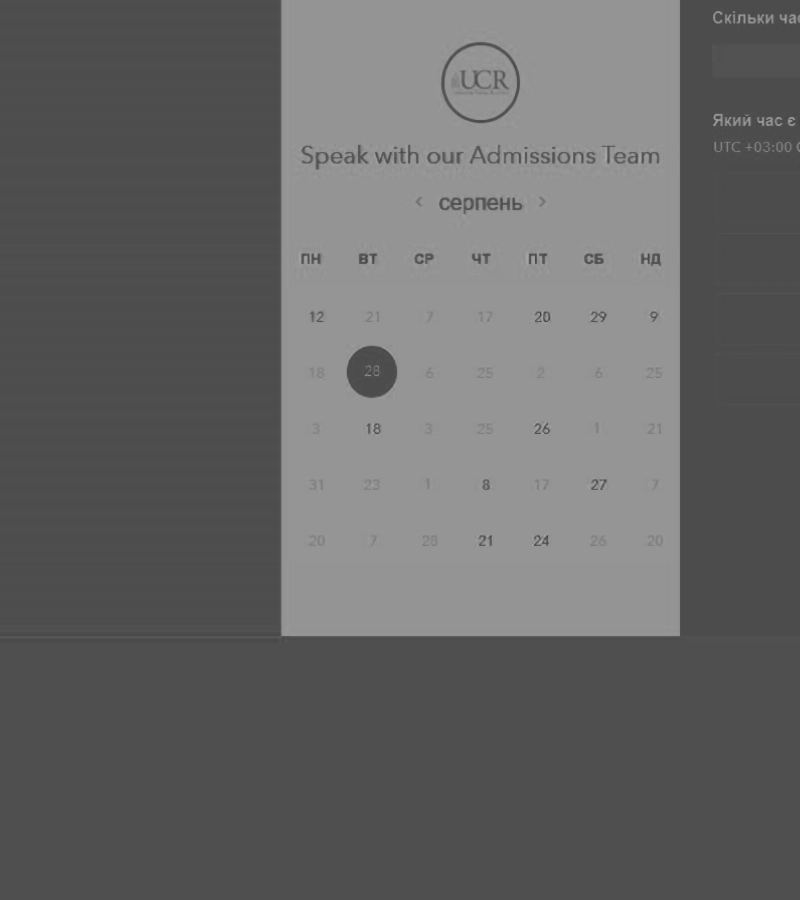 UCR
Speak with our Admissions Team
‹ серпень ›
ПН ВТ СР ЧТ ПТ СБ НД
12 21 7 17 20 29 9
18 28 6 25 2 6 25
3 18 3 25 26 1 21
31 23 1 8 17 27 7
20 7 28 21 24 26 20
Скільки час
Який час є
UTC +03:00